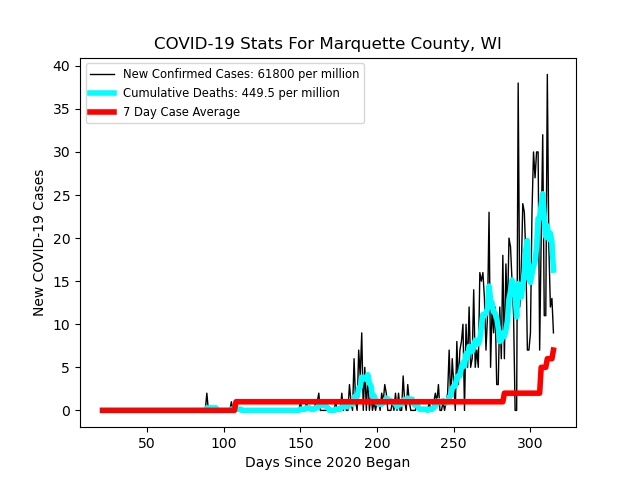 COVID-19 Stats For Marquette County, WI
New Confirmed Cases: 61800 per million
Cumulative Deaths: 449.5 per million
7 Day Case Average
New COVID-19 Cases
40
35
30
25
20
15
10
5
0
50 100 150 200 250 300
Days Since 2020 Began